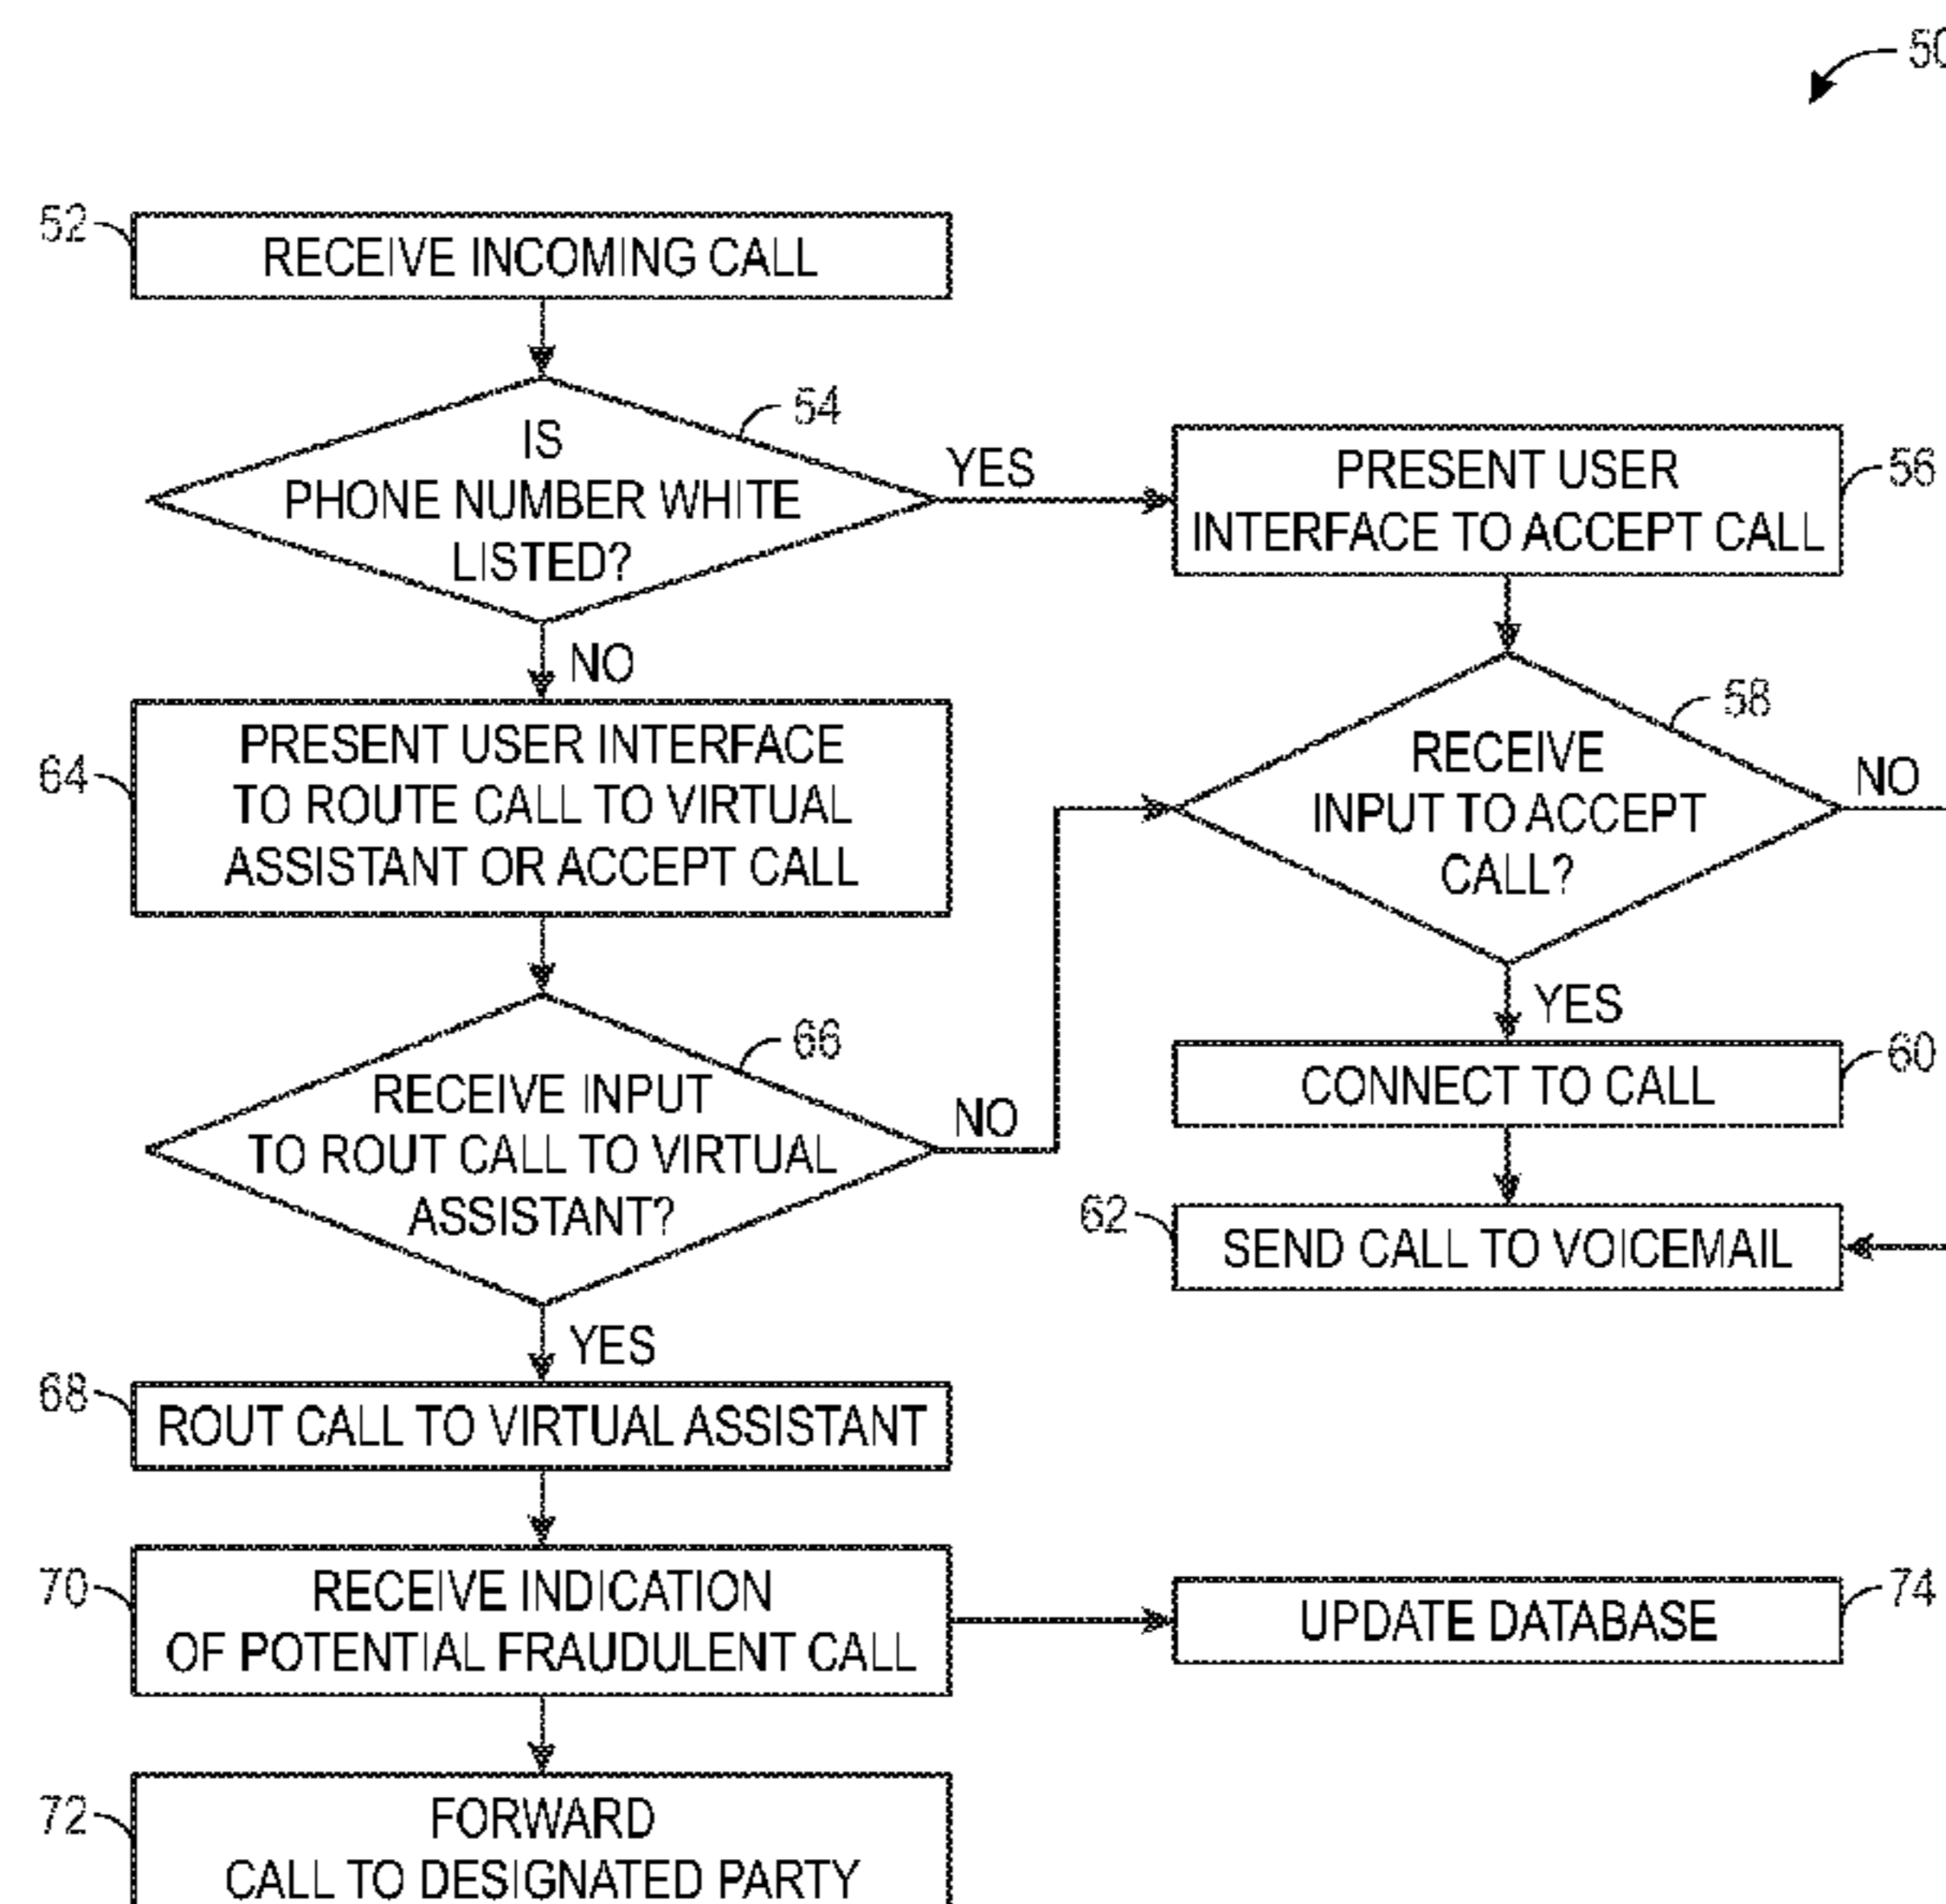 50
52
RECEIVE INCOMING CALL
54
IS
PHONE NUMBER WHITE
LISTED?
YES
PRESENT USER
INTERFACE TO ACCEPT CALL
56
NO
64
PRESENT USER INTERFACE
TO ROUTE CALL TO VIRTUAL
ASSISTANT OR ACCEPT CALL
58
RECEIVE
INPUT TO ACCEPT
CALL?
NO
66
RECEIVE INPUT
TO ROUT CALL TO VIRTUAL
ASSISTANT?
NO
YES
CONNECT TO CALL
60
62
SEND CALL TO VOICEMAIL
YES
68
ROUT CALL TO VIRTUAL ASSISTANT
70
RECEIVE INDICATION
OF POTENTIAL FRAUDULENT CALL
UPDATE DATABASE
74
72
FORWARD
CALL TO DESIGNATED PARTY